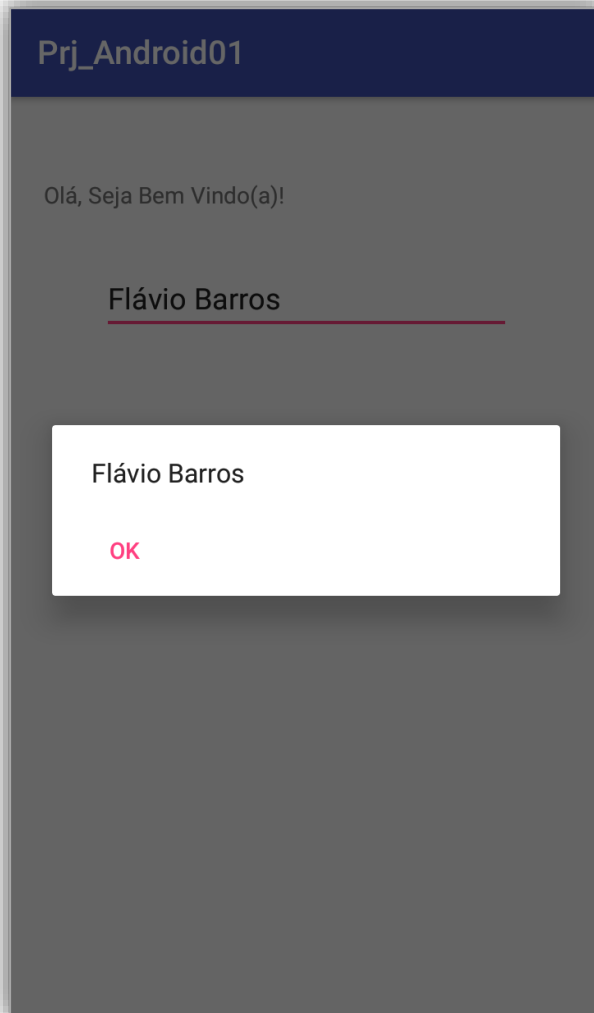 Prj_Android01
Olá, Seja Bem Vindo(a)!
Flávio Barros
Flávio Barros
OK